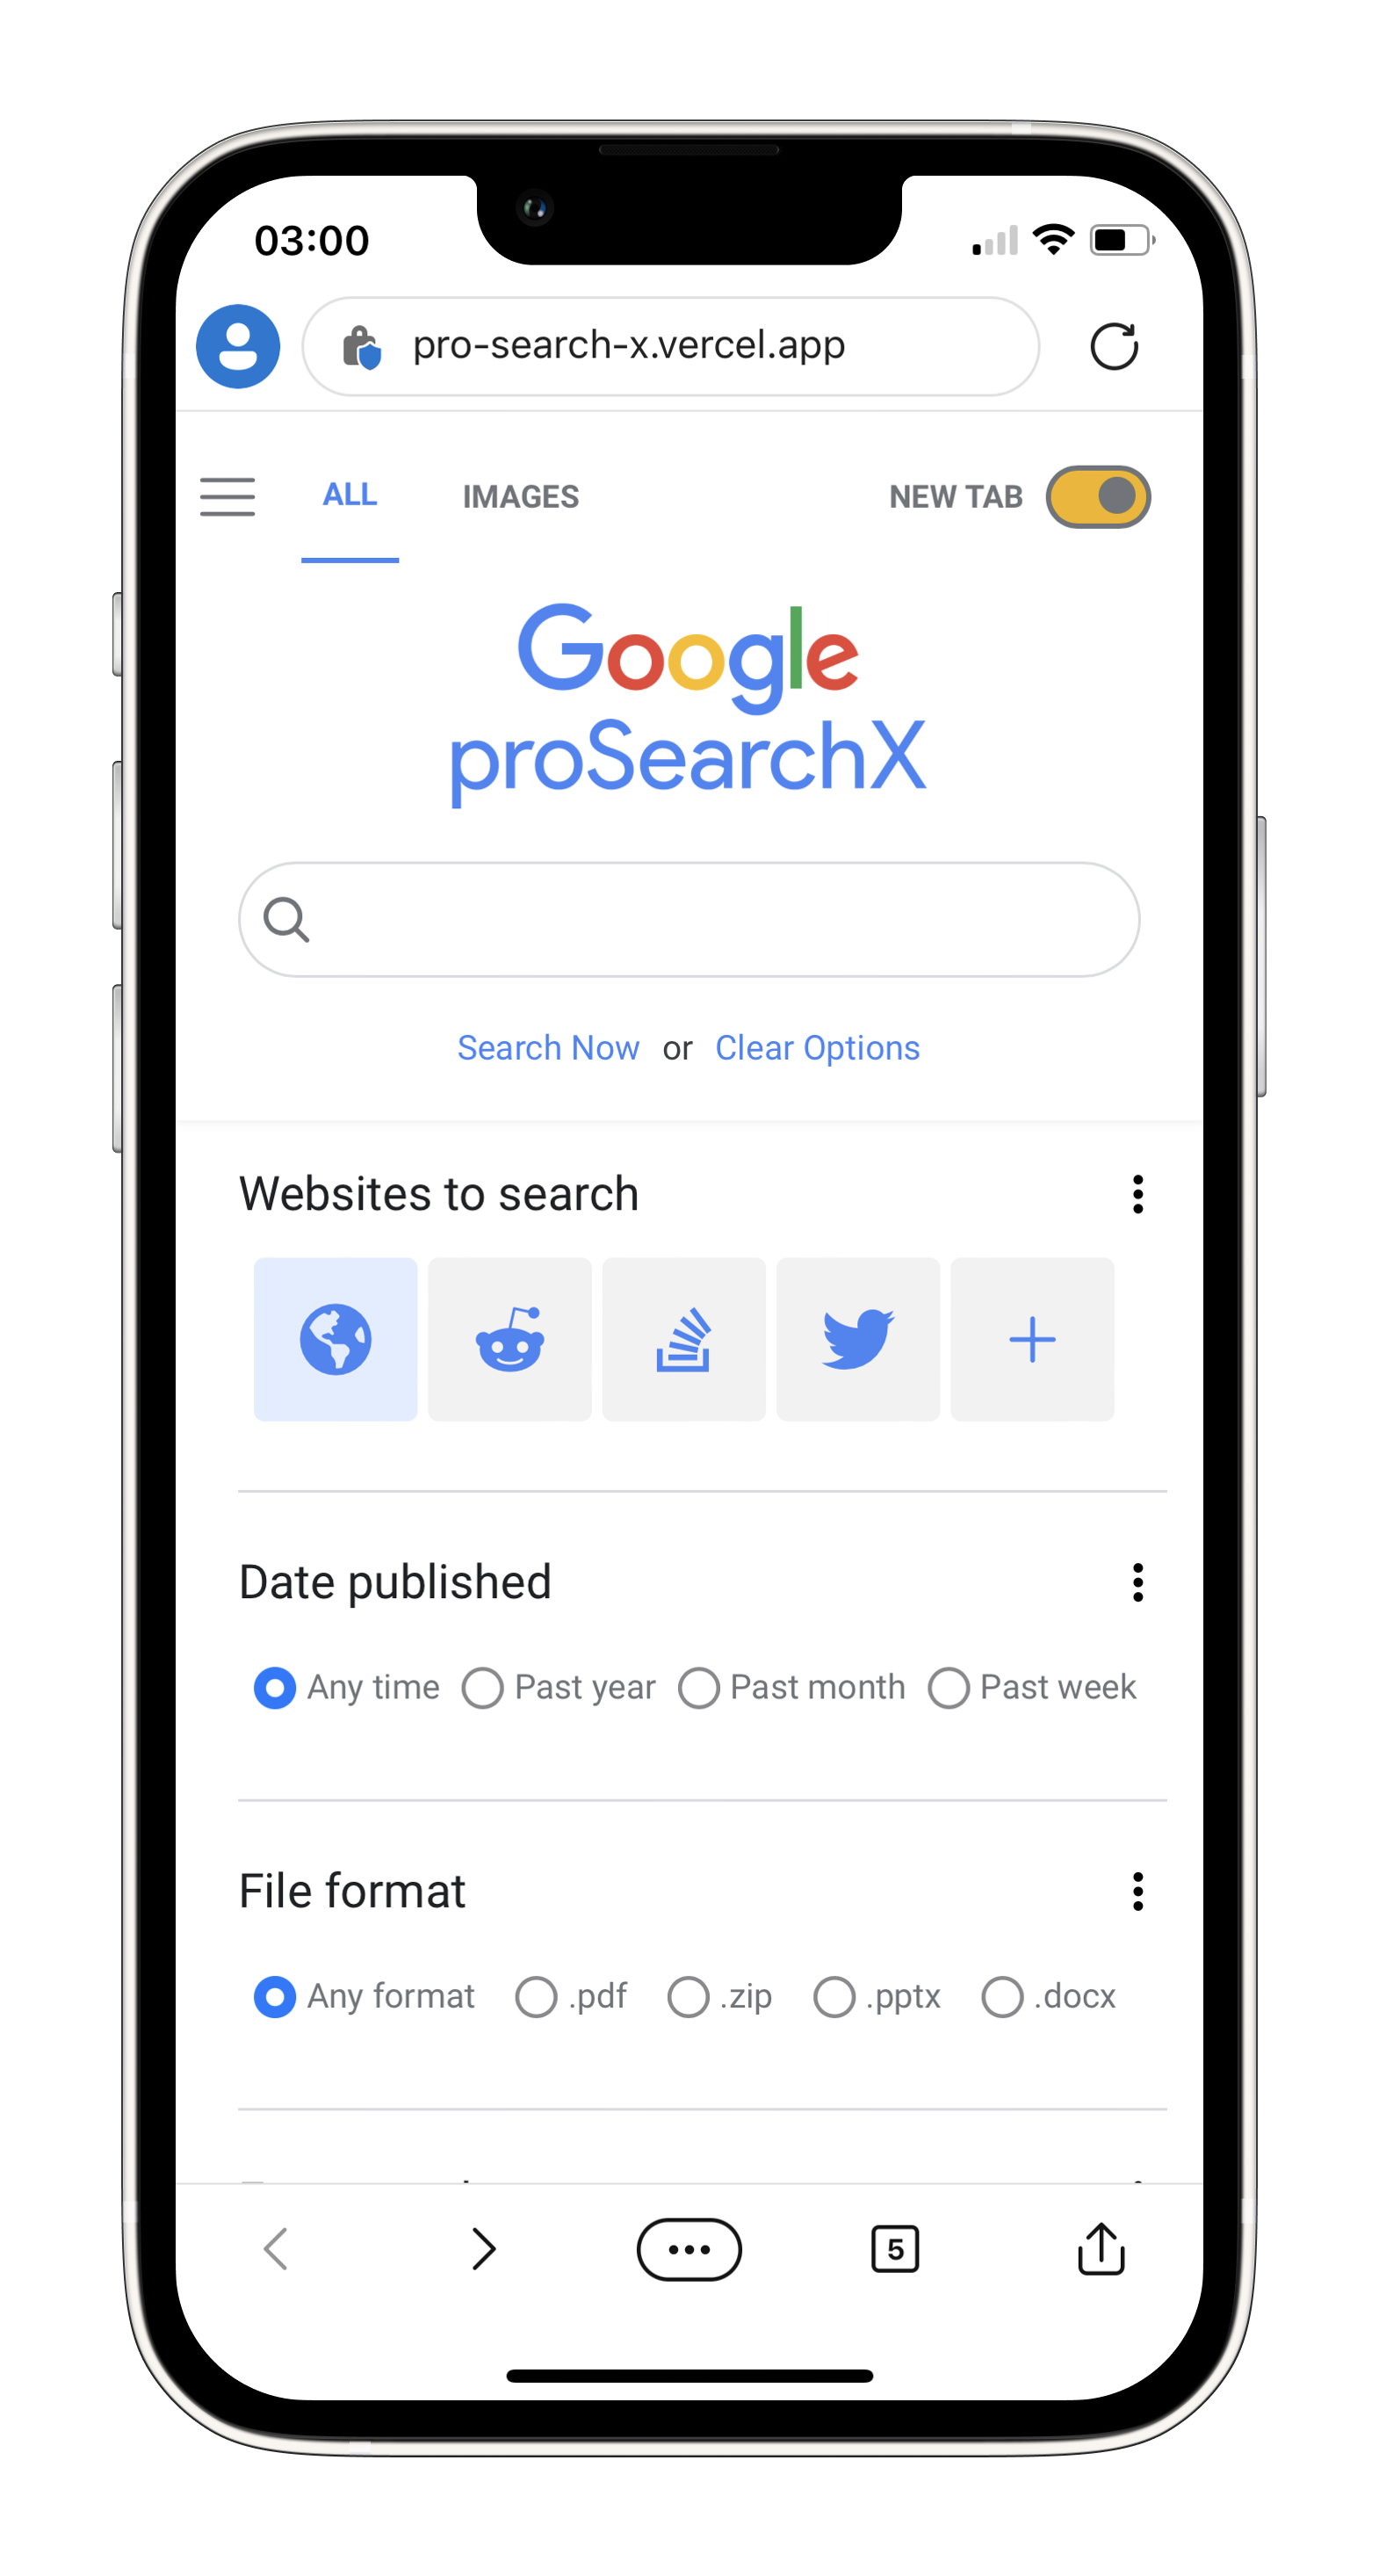 03:00
pro-search-x.vercel.app
ALL IMAGES NEW TAB
Google
proSearchX
Search Now or Clear Options
Websites to search
Date published
Any time Past year Past month Past week
File format
Any format .pdf .zip .pptx .docx
5